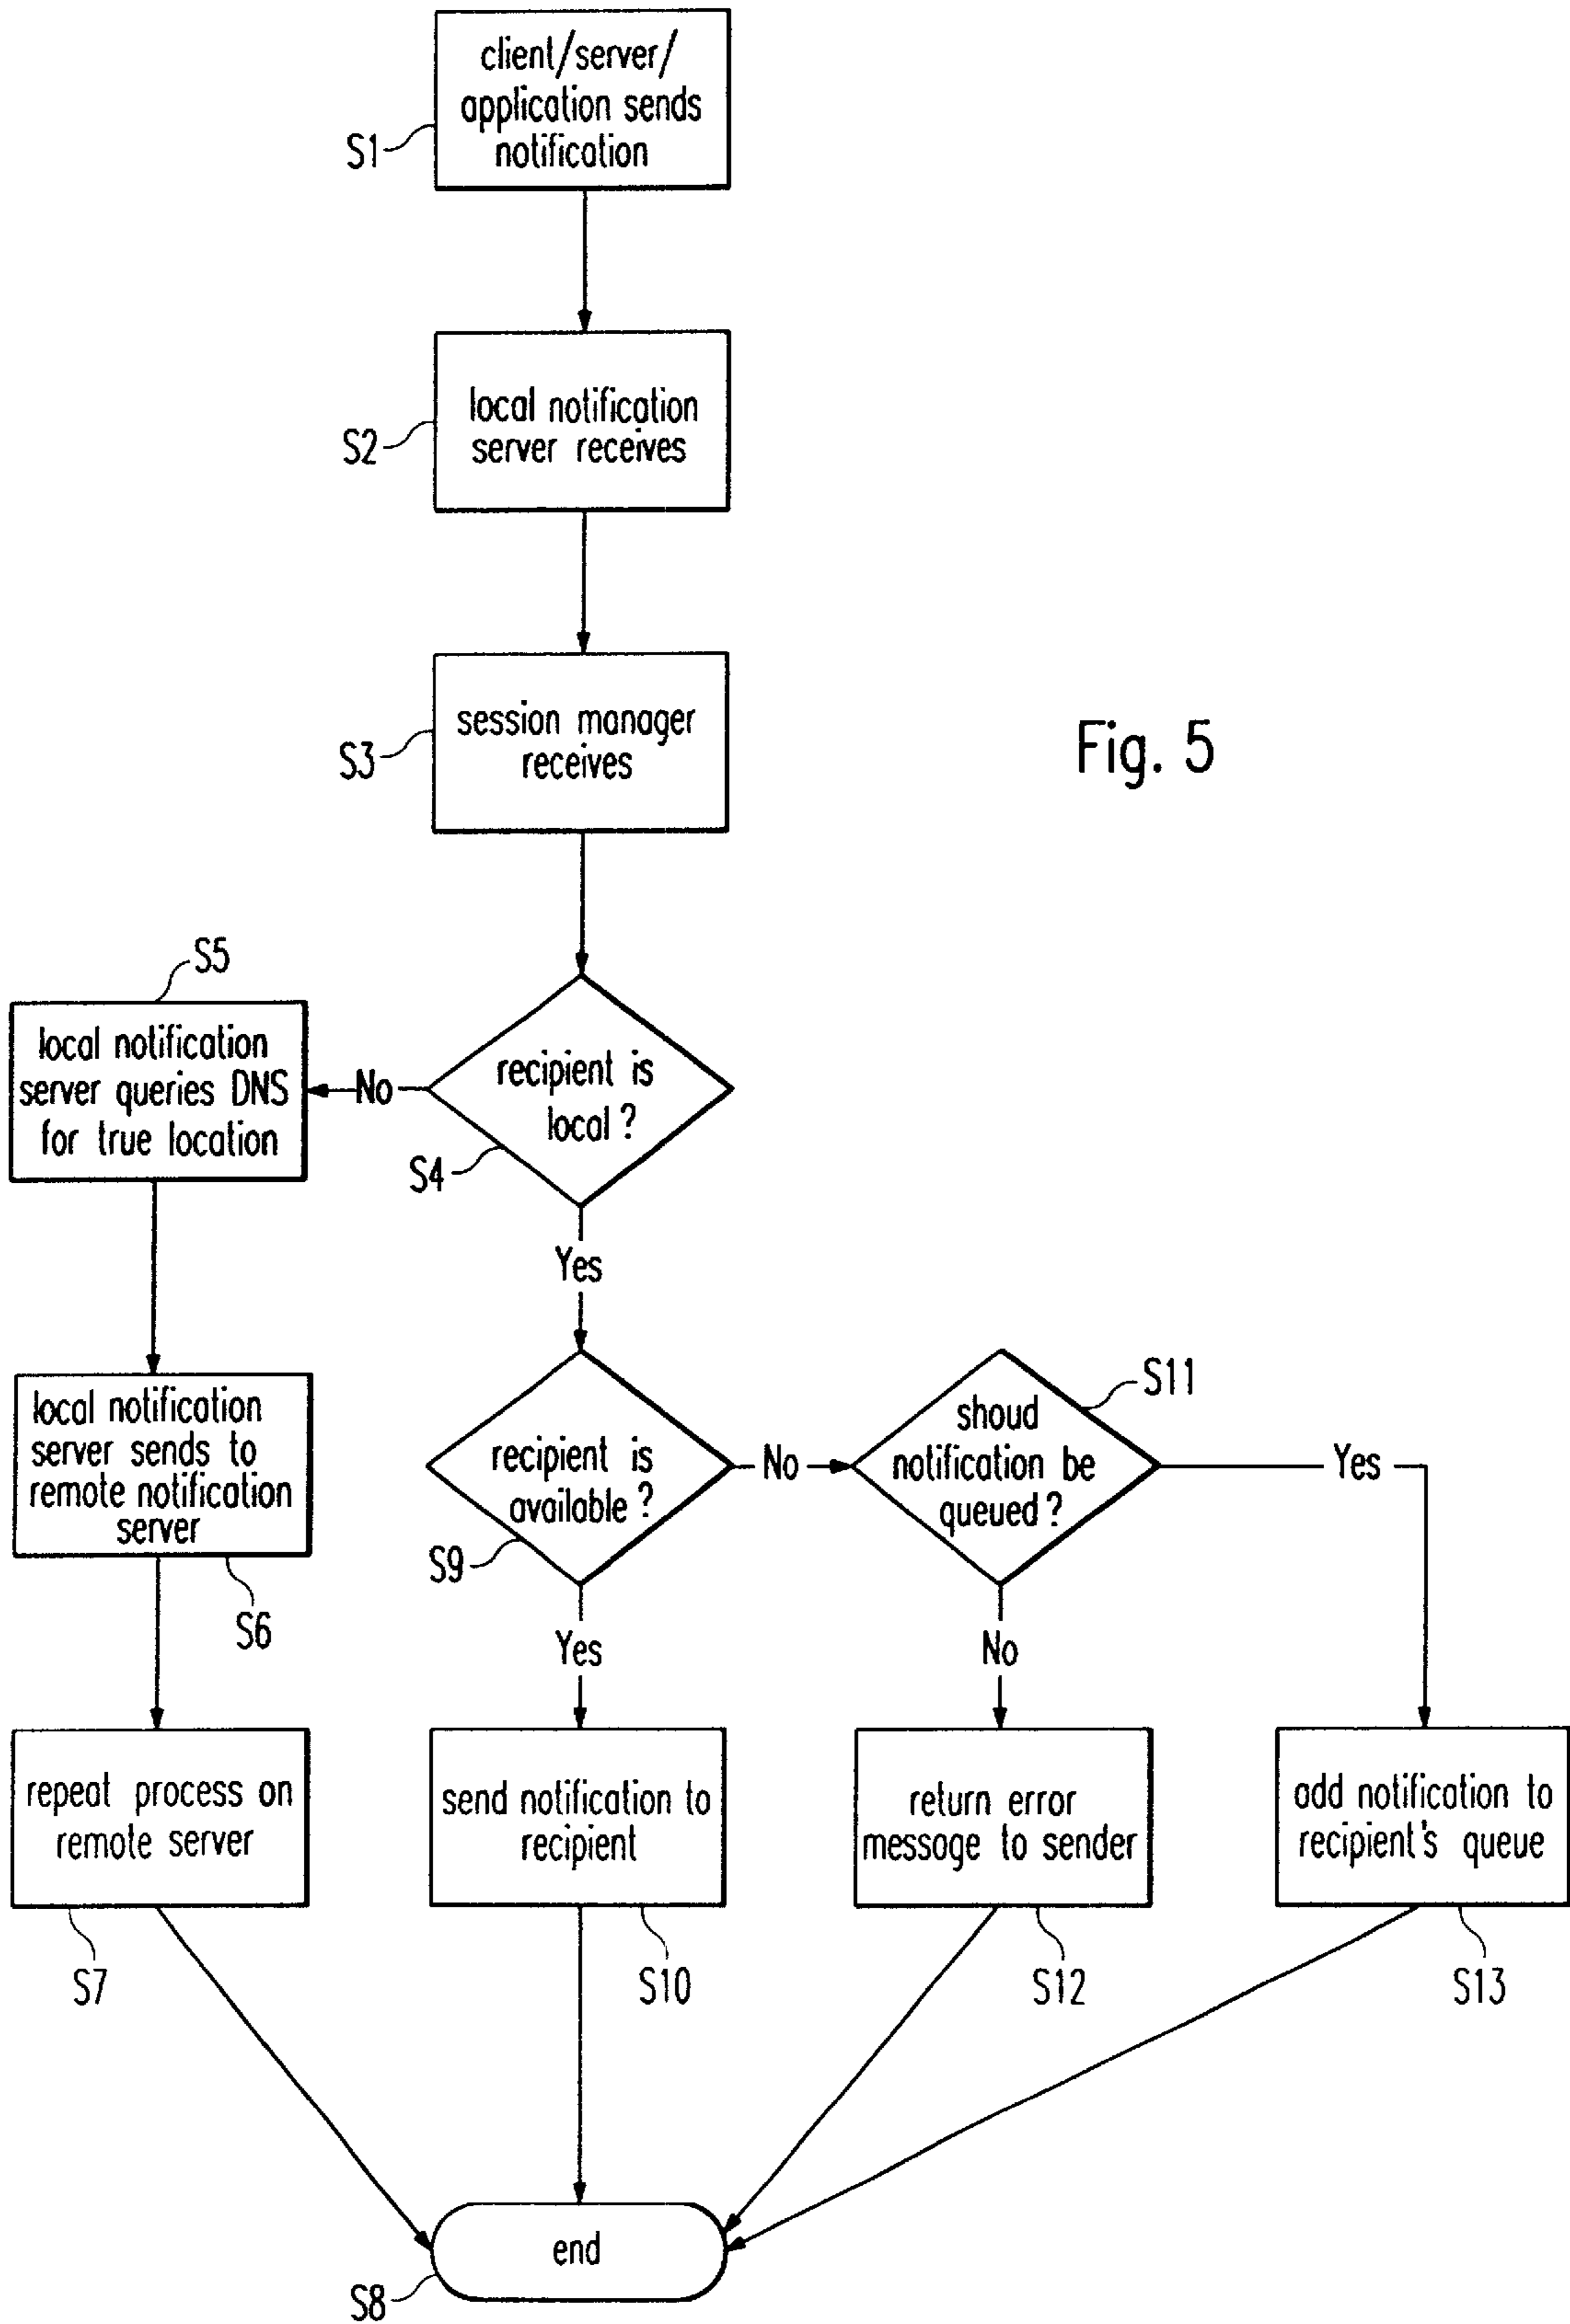 client/server/
application sends
notification
S1
local notification
server receives
S2
session manager
receives
S3
Fig. 5
S5
local notification
server queries DNS
for true location
No
recipient is
local?
S4
Yes
local notification
server sends to
remote notification
server
S6
recipient is
available?
S9
No
shoud
notification be
queued?
S11
Yes
Yes
No
repeat process on
remote server
S7
send notification to
recipient
S10
return error
message to sender
S12
add notification to
recipient's queue
S13
end
S8